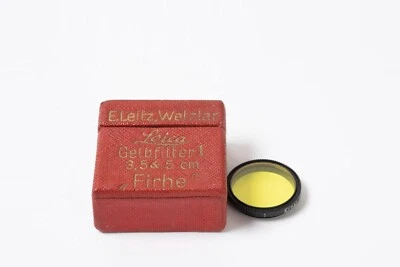 E. Leitz, Wetzlar
Leica
Gelbfilter 1
3,5 & 5 cm
„Firhe"